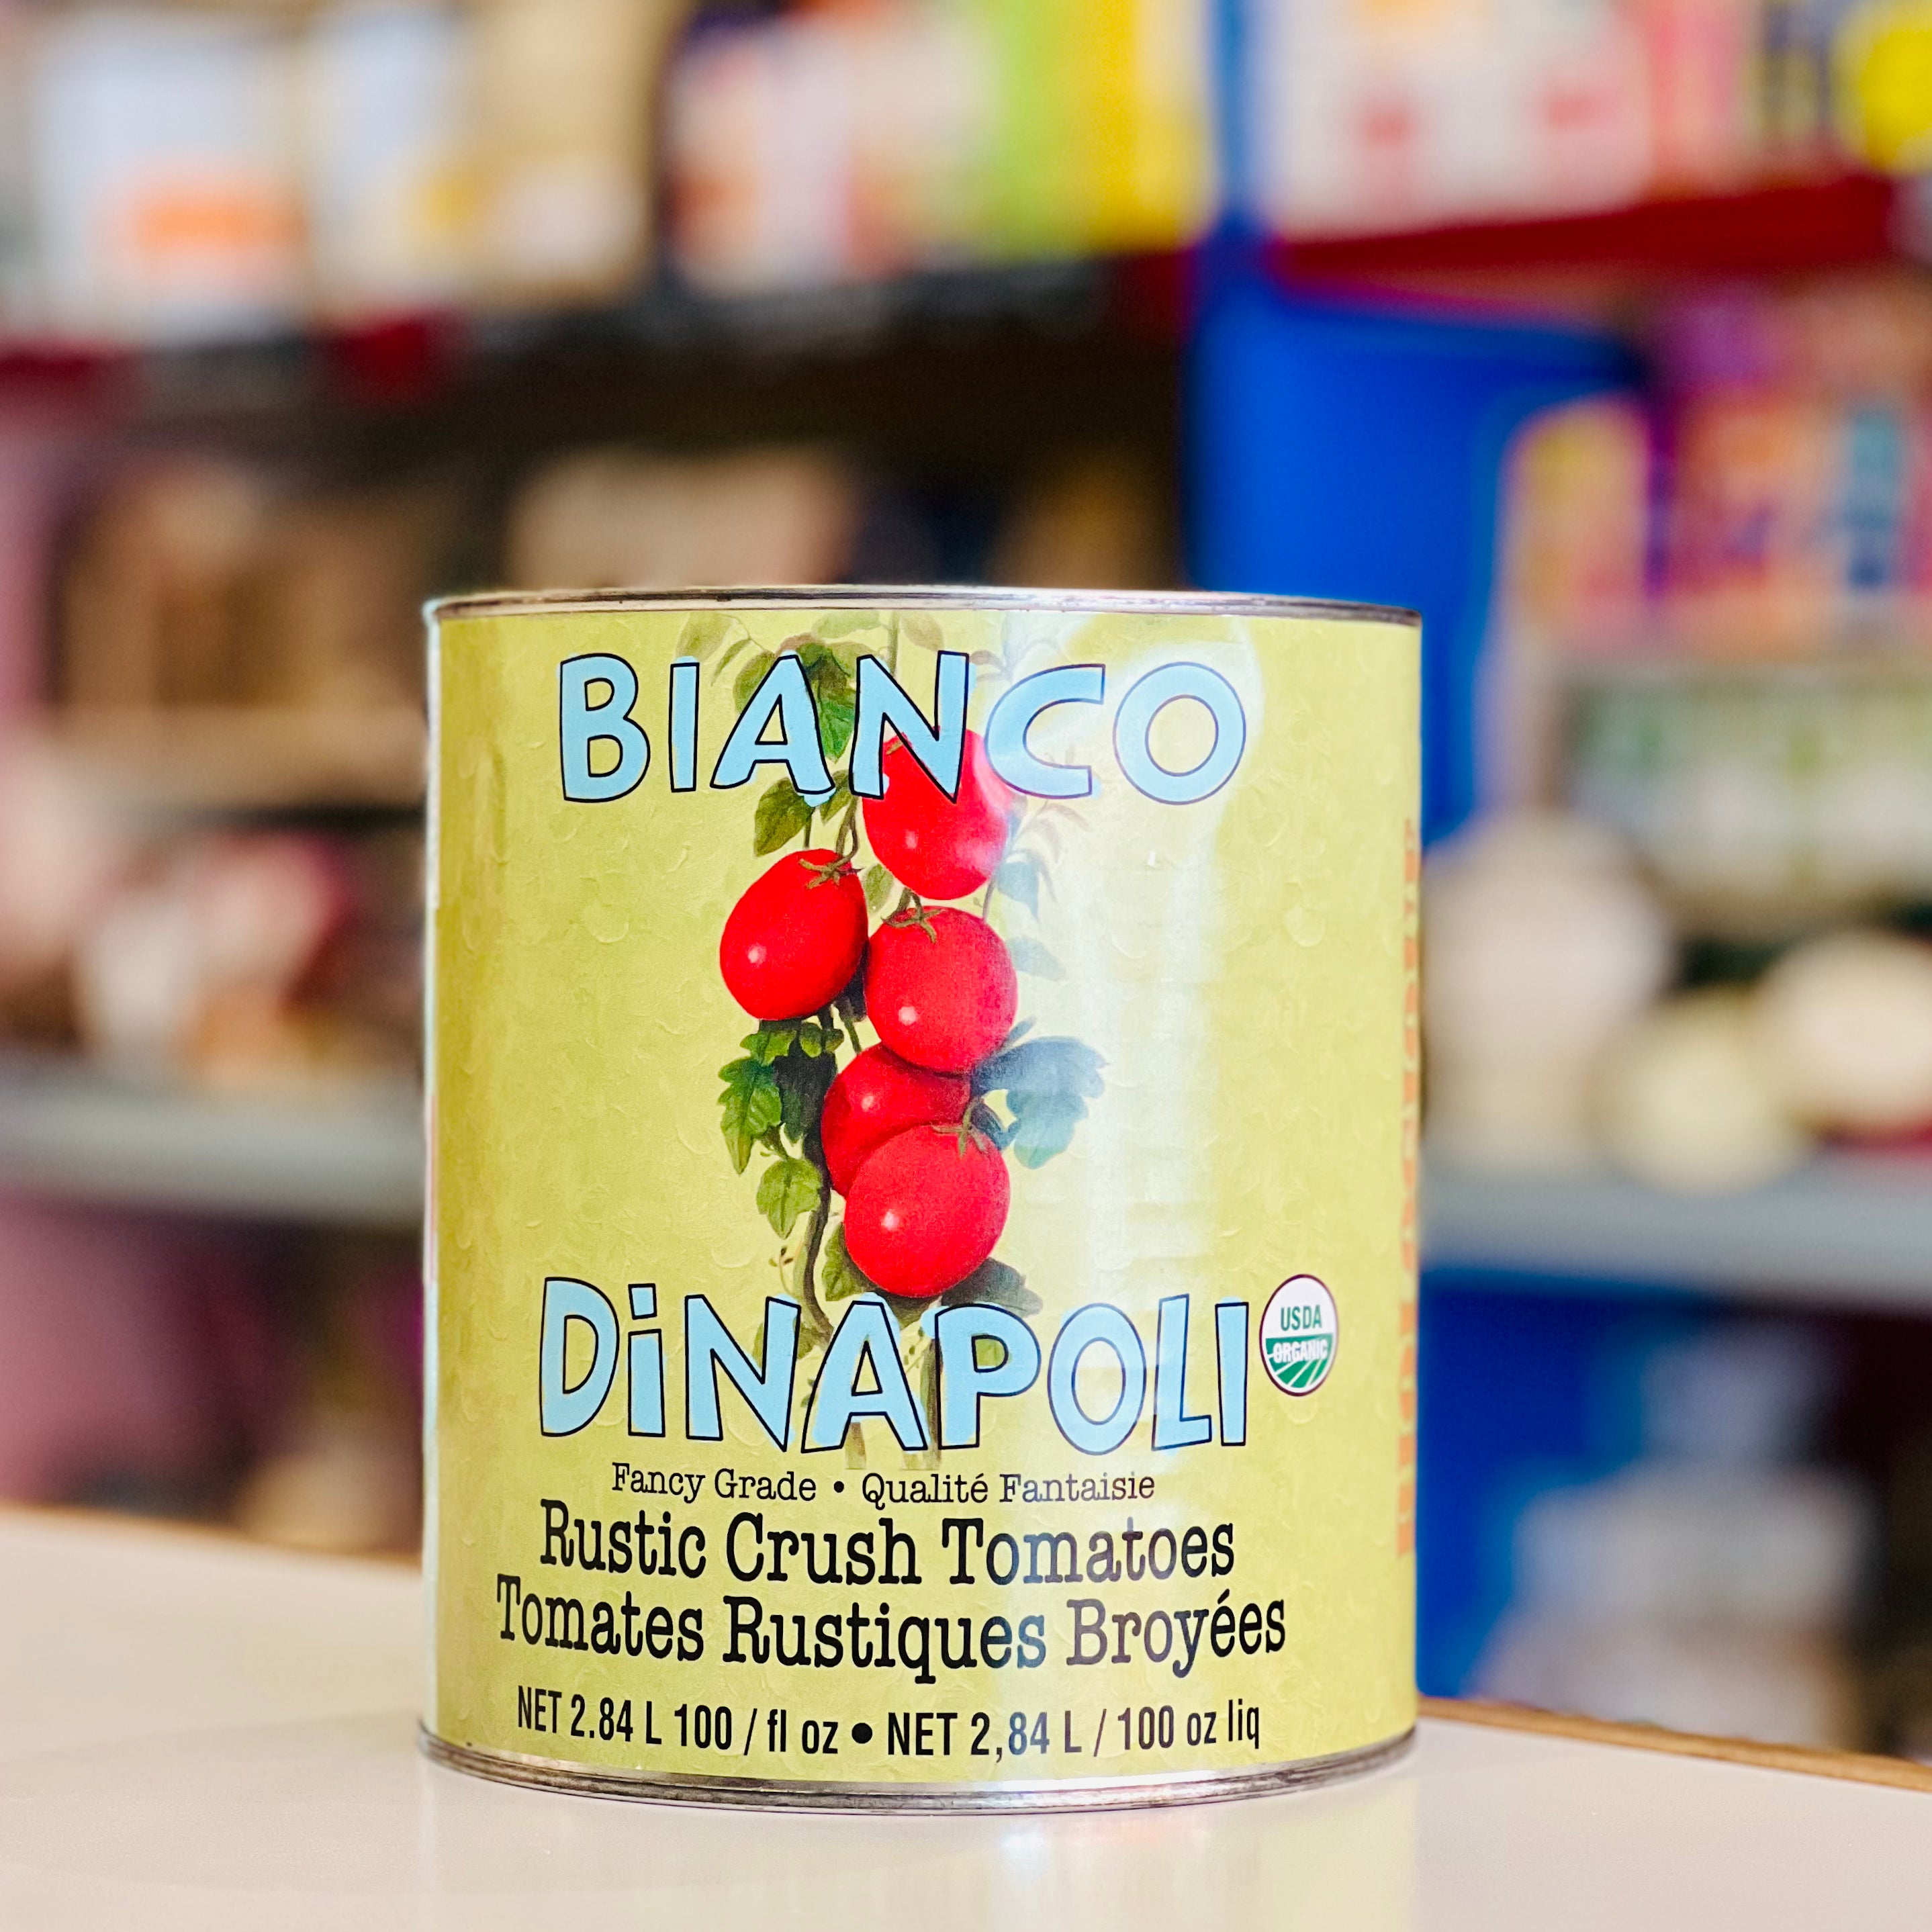 BIANCO
DiNAPOLI
USDA
ORGANIC
Fancy Grade • Qualité Fantaisie
Rustic Crush Tomatoes
Tomates Rustiques Broyées
NET 2.84 L 100 / fl oz • NET 2,84 L / 100 oz liq